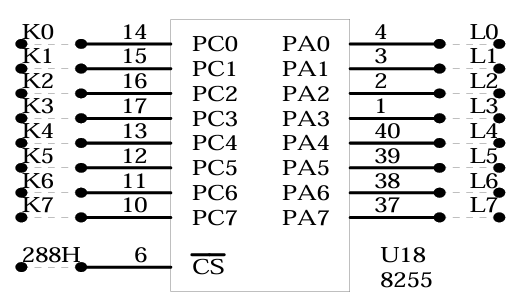 K0 14 PC0 PA0 4 L0
K1 15 PC1 PA1 3 L1
K2 16 PC2 PA2 2 L2
K3 17 PC3 PA3 1 L3
K4 13 PC4 PA4 40 L4
K5 12 PC5 PA5 39 L5
K6 11 PC6 PA6 38 L6
K7 10 PC7 PA7 37 L7
288H 6 CS U18
8255